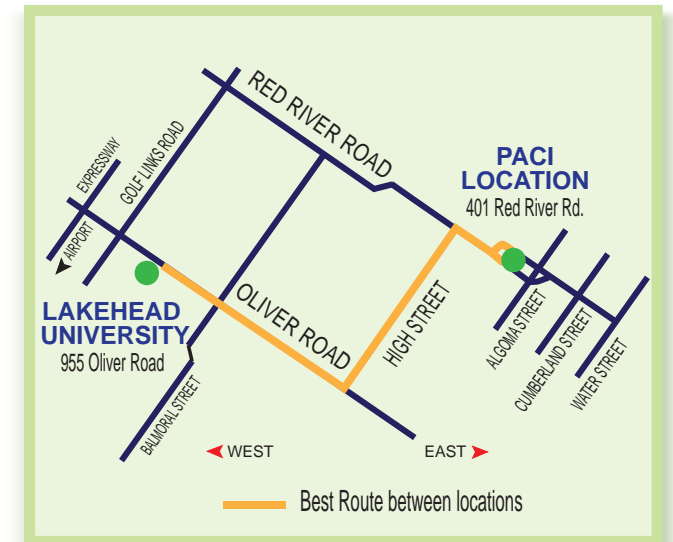 RED RIVER ROAD
EXPRESSWAY
GOLF LINKS ROAD
AIRPORT
PACI
LOCATION
401 Red River Rd.
LAKEHEAD
UNIVERSITY
955 Oliver Road
OLIVER ROAD
HIGH STREET
ALGOMA STREET
CUMBERLAND STREET
WATER STREET
BALMORAL STREET
WEST
EAST
Best Route between locations